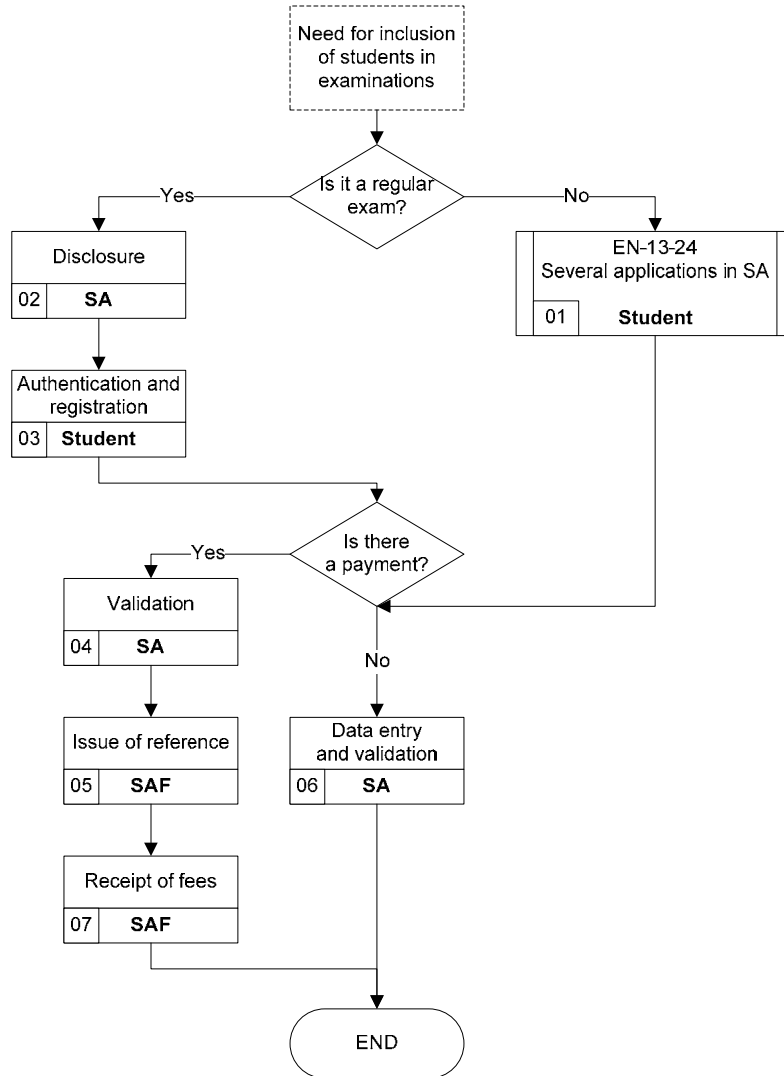 Need for inclusion
of students in
examinations
Is it a regular
exam?
Yes
No
Disclosure
02 SA
EN-13-24
Several applications in SA
01 Student
Authentication and
registration
03 Student
Is there
a payment?
Yes
Validation
04 SA
No
Issue of reference
05 SAF
Data entry
and validation
06 SA
Receipt of fees
07 SAF
END